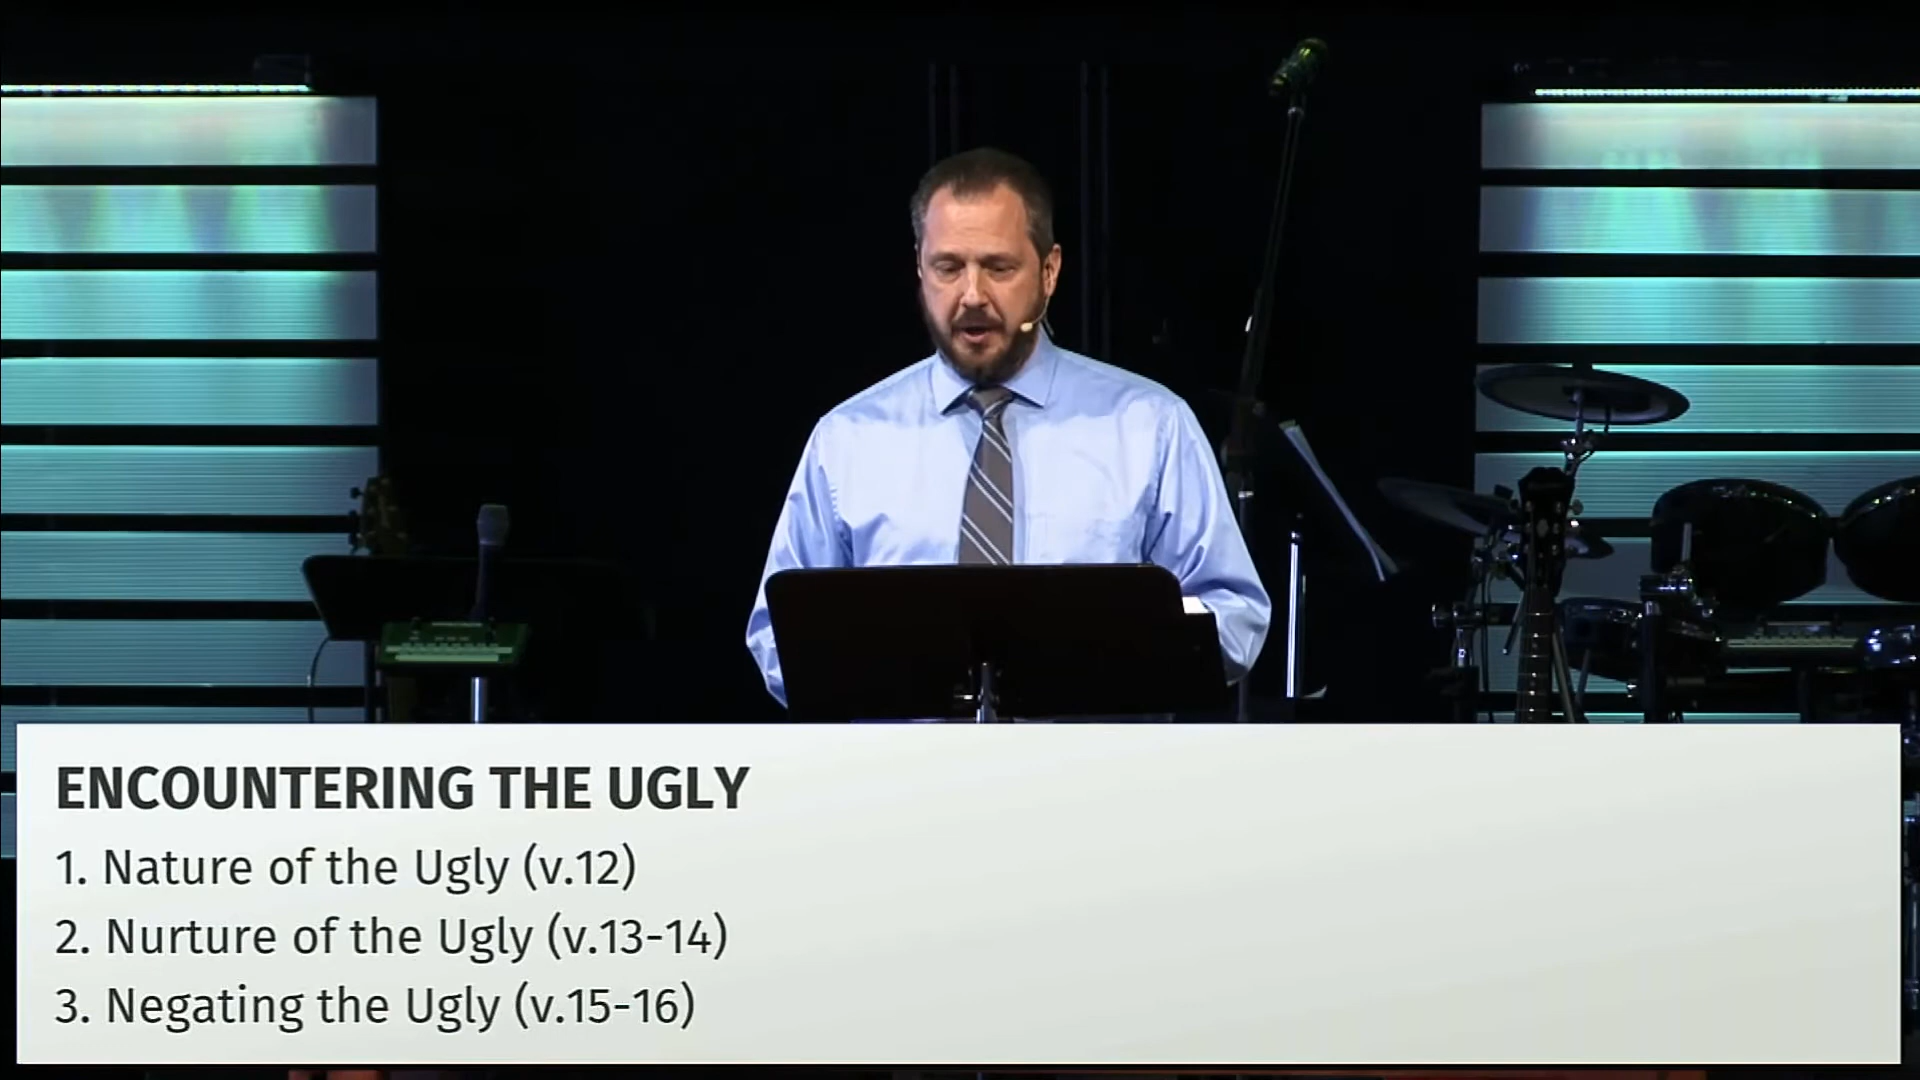 ENCOUNTERING THE UGLY
1. Nature of the Ugly (v.12)
2. Nurture of the Ugly (v.13-14)
3. Negating the Ugly (v.15-16)